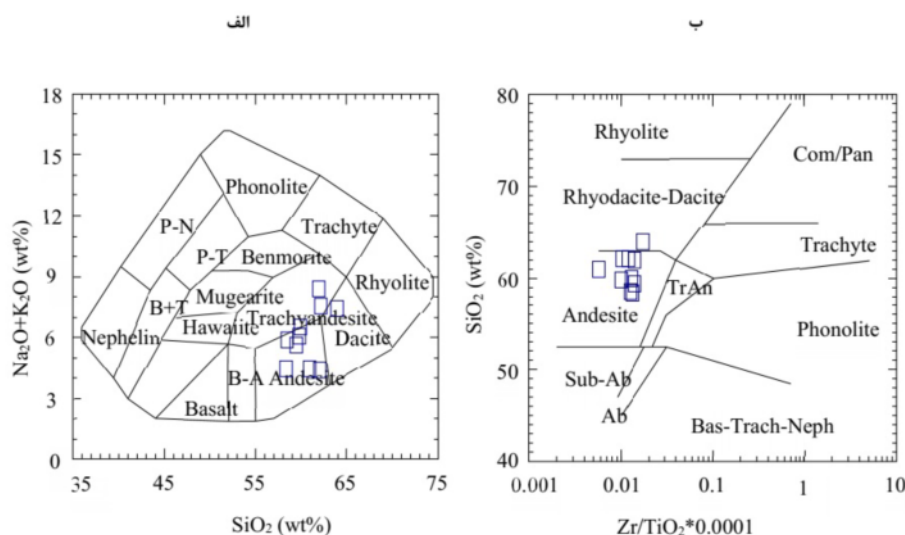 الف
ب
18
15
12
9
6
3
0
Na₂O+K₂O (wt%)
Phonolite
P-N
Trachyte
P-T
Benmorite
Rhyolite
B+T
Mugearite
Trachyandesite
Nephelin
Hawaiite
Dacite
B-A Andesite
Basalt
35
45
55
65
75
SiO₂ (wt%)
80
70
60
50
40
SiO₂ (wt%)
Rhyolite
Com/Pan
Rhyodacite-Dacite
Trachyte
TrAn
Andesite
Phonolite
Sub-Ab
Ab
Bas-Trach-Neph
0.001
0.01
0.1
1
10
Zr/TiO₂*0.0001